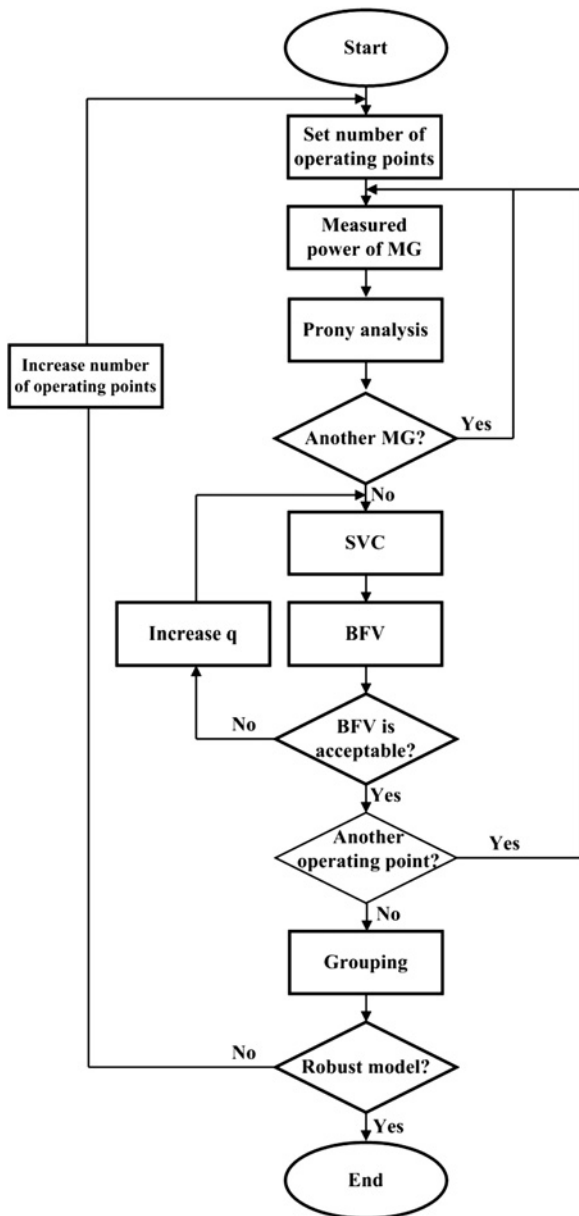 Start
Set number of
operating points
Measured
power of MG
Prony analysis
Increase number
of operating points
Another MG?
Yes
No
SVC
Increase q
BFV
No
BFV is
acceptable?
Yes
Another
operating point?
Yes
No
Grouping
No
Robust model?
Yes
End